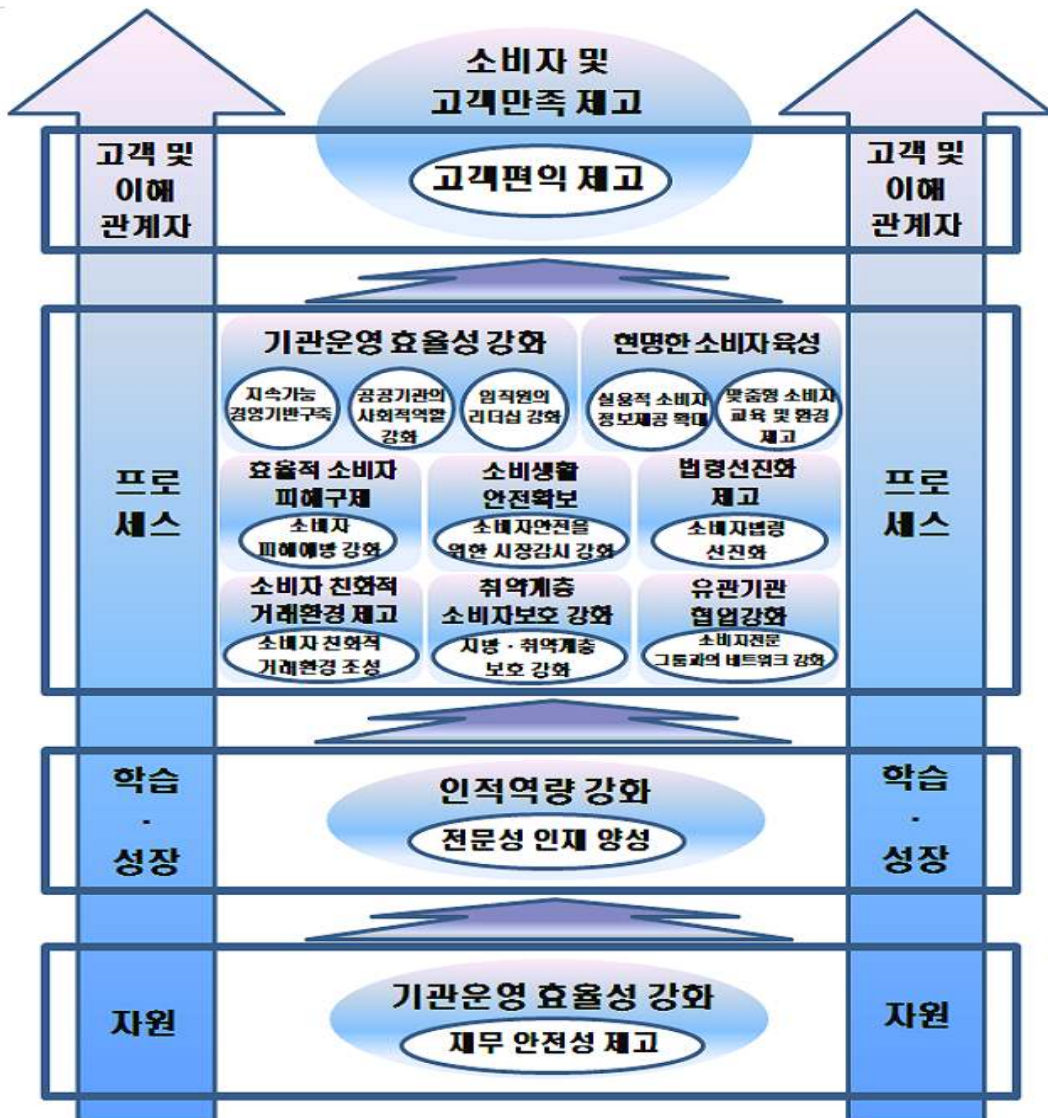 소비자 및
고객만족 제고
고객편익 제고
고객 및
이해
관계자
고객 및
이해
관계자
기관운영 효율성 강화
지속가능
경영기반구축
공공기관의
사회적역할
강화
임직원의
리더십 강화
현명한 소비자육성
실용적 소비자
정보제공 확대
맞춤형 소비자
교육 및 환경
제고
프로
세스
효율적 소비자
피해구제
소비자
피해예방 강화
소비생활
안전확보
소비자안전을
위한 시장감시 강화
법령선진화
제고
소비자법령
선진화
프로
세스
소비자 친화적
거래환경 제고
소비자 친화적
거래환경 조성
취약계층
소비자보호 강화
지방 · 취약계층
보호 강화
유관기관
협업강화
소비자전문
그룹과의 네트워크 강화
학습
·
성장
인적역량 강화
전문성 인재 양성
학습
·
성장
자원
기관운영 효율성 강화
재무 안전성 제고
자원